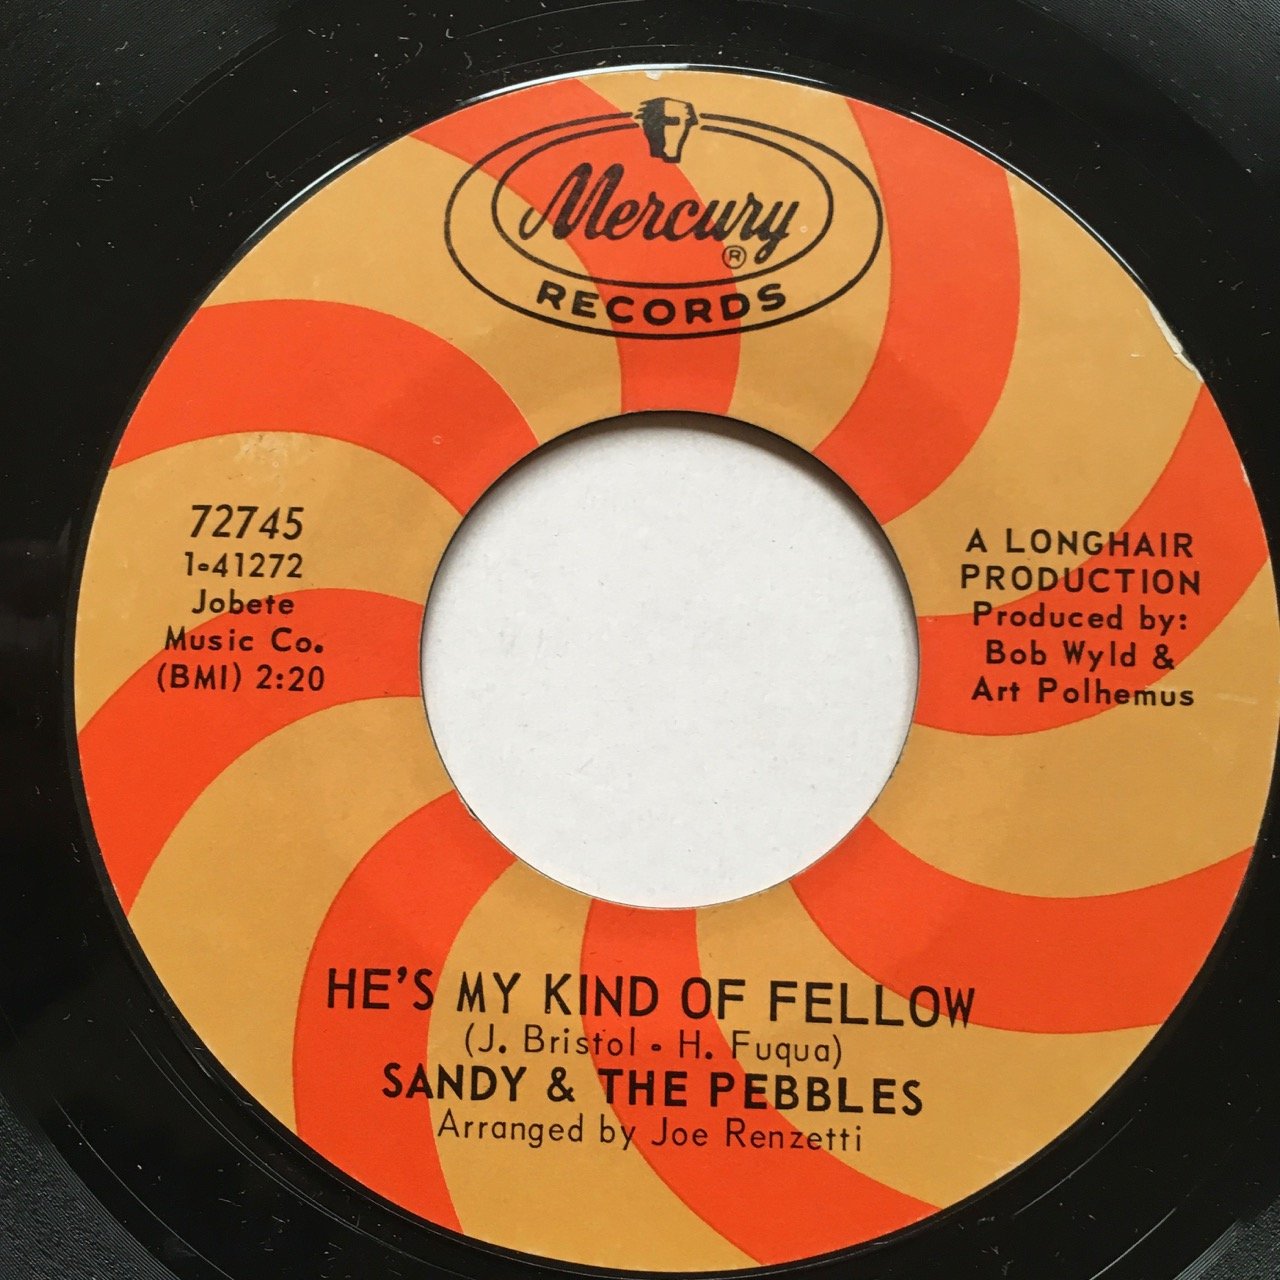 Mercury
®
RECORDS
72745
1-41272
Jobete
Music Co.
(BMI) 2:20
A LONGHAIR
PRODUCTION
Produced by:
Bob Wyld &
Art Polhemus
HE'S MY KIND OF FELLOW
(J. Bristol - H. Fuqua)
SANDY & THE PEBBLES
Arranged by Joe Renzetti